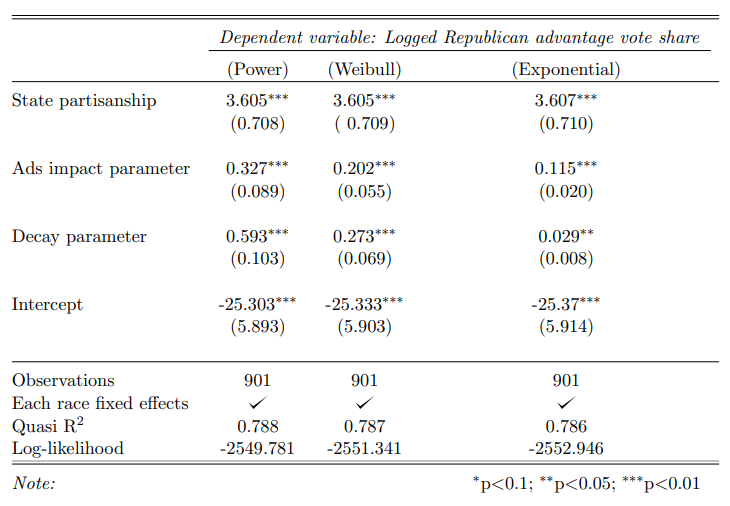 Dependent variable: Logged Republican advantage vote share
(Power) (Weibull) (Exponential)
State partisanship 3.605*** 3.605*** 3.607***
(0.708) ( 0.709) (0.710)
Ads impact parameter 0.327*** 0.202*** 0.115***
(0.089) (0.055) (0.020)
Decay parameter 0.593*** 0.273*** 0.029**
(0.103) (0.069) (0.008)
Intercept -25.303*** -25.333*** -25.37***
(5.893) (5.903) (5.914)
Observations 901 901 901
Each race fixed effects ✓ ✓ ✓
Quasi R² 0.788 0.787 0.786
Log-likelihood -2549.781 -2551.341 -2552.946
Note: *p<0.1; **p<0.05; ***p<0.01